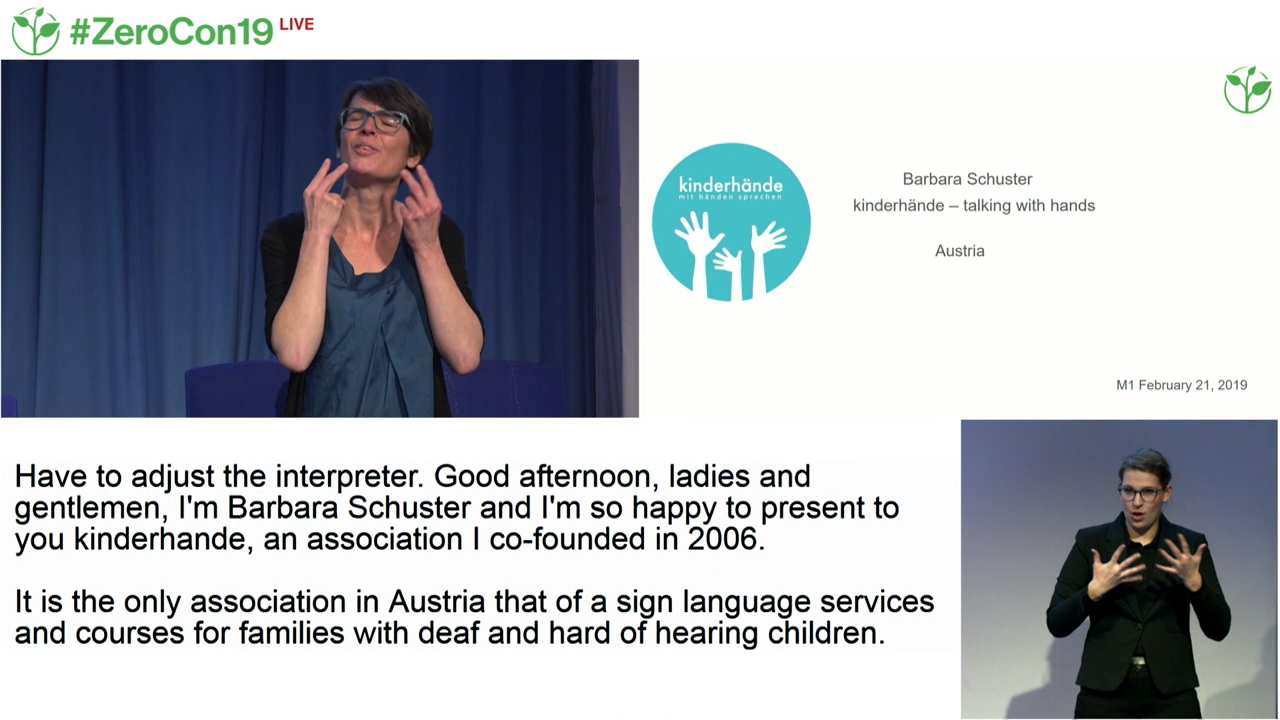 #ZeroCon19 LIVE
kinderhände
mit händen sprechen
Barbara Schuster
kinderhände – talking with hands
Austria
M1 February 21, 2019
Have to adjust the interpreter. Good afternoon, ladies and
gentlemen, I'm Barbara Schuster and I'm so happy to present to
you kinderhande, an association I co-founded in 2006.
It is the only association in Austria that of a sign language services
and courses for families with deaf and hard of hearing children.